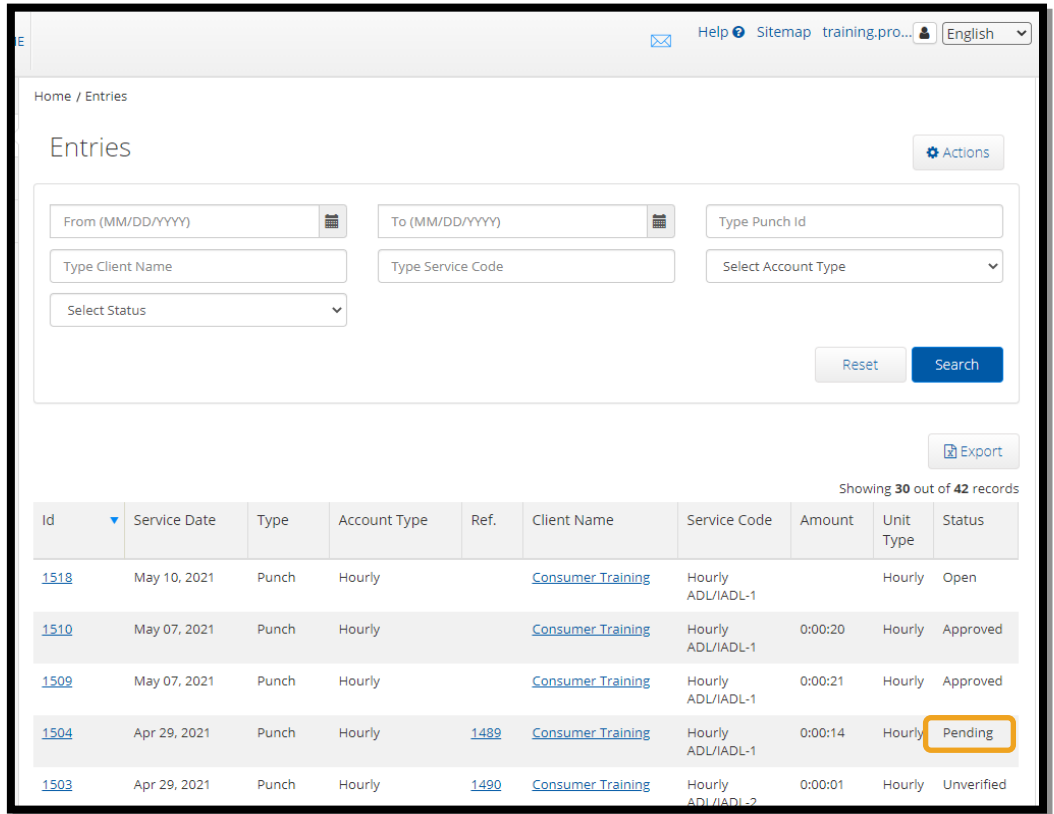 IE
Help Sitemap training.pro... English
Home / Entries
Entries
Actions
From (MM/DD/YYYY) To (MM/DD/YYYY) Type Punch Id
Type Client Name Type Service Code Select Account Type
Select Status
Reset Search
Export
Showing 30 out of 42 records
Id Service Date Type Account Type Ref. Client Name Service Code Amount Unit Status
Type
1518 May 10, 2021 Punch Hourly Consumer Training Hourly Hourly Open
ADL/IADL-1
1510 May 07, 2021 Punch Hourly Consumer Training Hourly 0:00:20 Hourly Approved
ADL/IADL-1
1509 May 07, 2021 Punch Hourly Consumer Training Hourly 0:00:21 Hourly Approved
ADL/IADL-1
1504 Apr 29, 2021 Punch Hourly 1489 Consumer Training Hourly 0:00:14 Hourly Pending
ADL/IADL-1
1503 Apr 29, 2021 Punch Hourly 1490 Consumer Training Hourly 0:00:01 Hourly Unverified
ADL/IADL-2